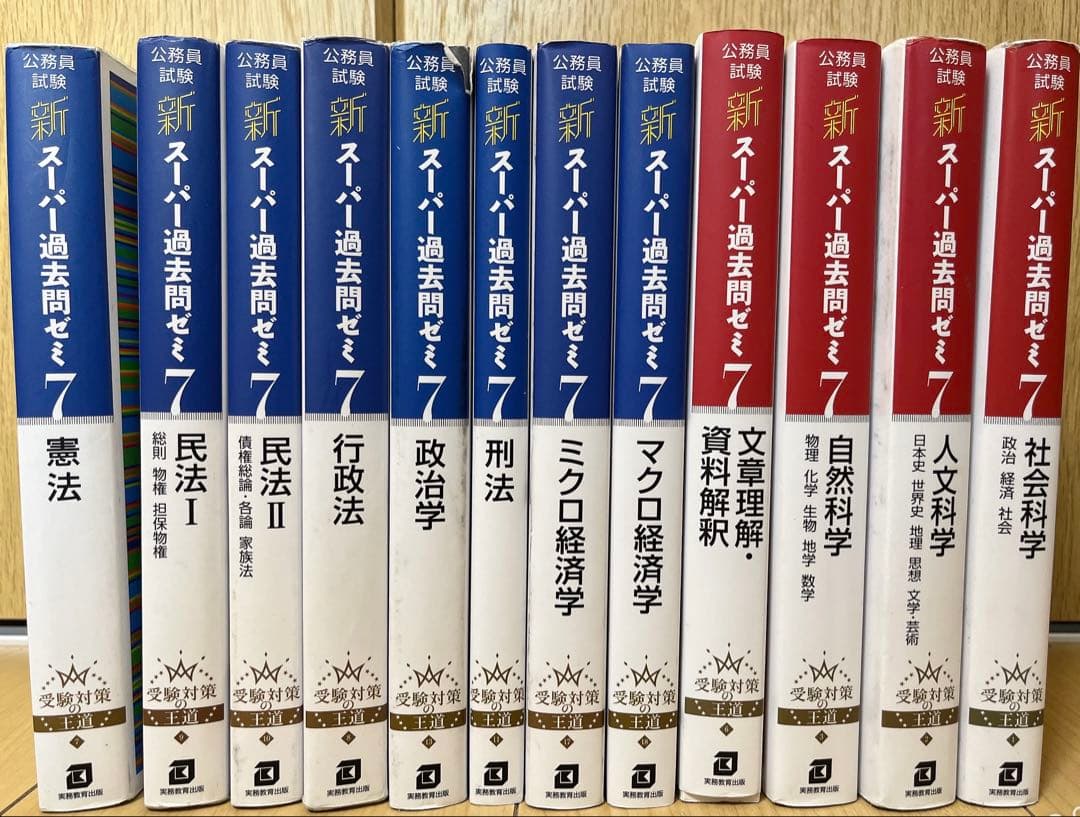 公務員
試験
新
スーパー過去問ゼミ
7
憲法
受験対策
の
王道
7
実務教育出版
公務員
試験
新
スーパー過去問ゼミ
7
民法Ⅰ
総則 物権 担保物権
受験対策
の
王道
9
実務教育出版
公務員
試験
新
スーパー過去問ゼミ
7
民法Ⅱ
債権総論・各論 家族法
受験対策
の
王道
10
実務教育出版
公務員
試験
新
スーパー過去問ゼミ
7
行政法
受験対策
の
王道
8
実務教育出版
公務員
試験
新
スーパー過去問ゼミ
7
政治学
受験対策
の
王道
13
実務教育出版
公務員
試験
新
スーパー過去問ゼミ
7
刑法
受験対策
の
王道
11
実務教育出版
公務員
試験
新
スーパー過去問ゼミ
7
ミクロ経済学
受験対策
の
王道
17
実務教育出版
公務員
試験
新
スーパー過去問ゼミ
7
マクロ経済学
受験対策
の
王道
18
実務教育出版
公務員
試験
新
スーパー過去問ゼミ
7
文章理解・
資料解釈
受験対策
の
王道
6
実務教育出版
公務員
試験
新
スーパー過去問ゼミ
7
自然科学
物理 化学 生物 地学 数学
受験対策
の
王道
3
実務教育出版
公務員
試験
新
スーパー過去問ゼミ
7
人文科学
日本史 世界史 地理 思想 文学・芸術
受験対策
の
王道
2
実務教育出版
公務員
試験
新
スーパー過去問ゼミ
7
社会科学
政治 経済 社会
受験対策
の
王道
1
実務教育出版